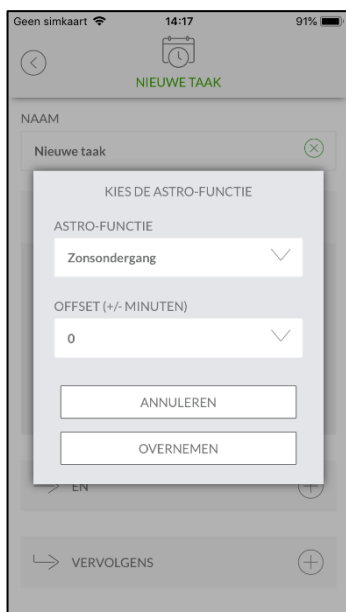 Geen simkaart 14:17 91%
NIEUWE TAAK
NAAM
Nieuwe taak
KIES DE ASTRO-FUNCTIE
ASTRO-FUNCTIE
Zonsondergang
OFFSET (+/- MINUTEN)
0
ANNULEREN
OVERNEMEN
EN
VERVOLGENS